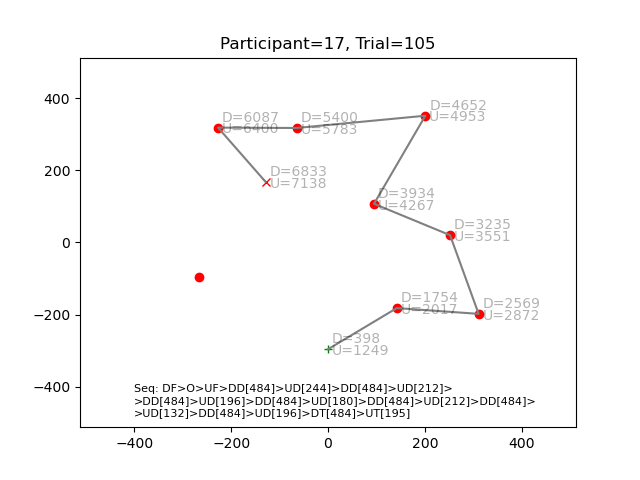 Participant=17, Trial=105
400
200
0
−200
−400
−400
−200
0
200
400
D=6087
U=6400
D=5400
U=5783
D=4652
U=4953
D=6833
U=7138
D=3934
U=4267
D=3235
U=3551
D=1754
U=2017
D=2569
U=2872
D=398
U=1249
Seq: DF>O>UF>DD[484]>UD[244]>DD[484]>UD[212]>
>DD[484]>UD[196]>DD[484]>UD[180]>DD[484]>UD[212]>DD[484]>
>UD[132]>DD[484]>UD[196]>DT[484]>UT[195]